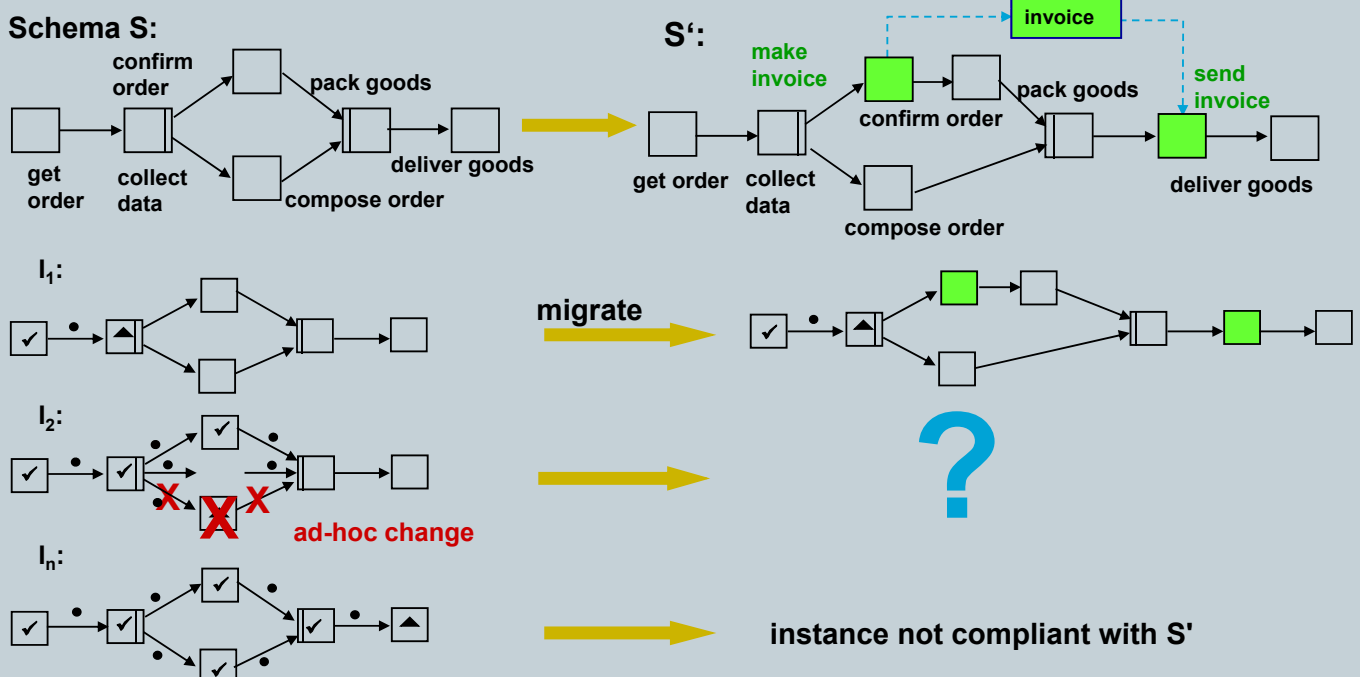 Schema S:
confirm
order
pack goods
get
order
collect
data
compose order
deliver goods
S‘:
invoice
make
invoice
send
invoice
pack goods
confirm order
get order
collect
data
compose order
deliver goods
I1:
migrate
I2:
?
X
X
X
ad-hoc change
In:
instance not compliant with S'